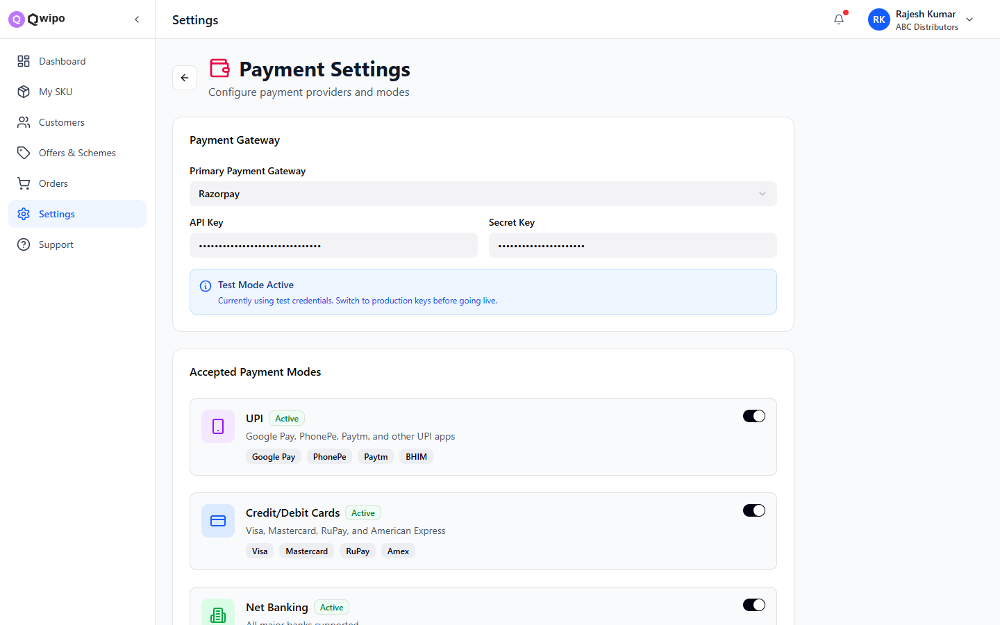 Qwipo
Settings
RK
Rajesh Kumar
ABC Distributors
Dashboard
My SKU
Customers
Offers & Schemes
Orders
Settings
Support
Payment Settings
Configure payment providers and modes
Payment Gateway
Primary Payment Gateway
Razorpay
API Key
Secret Key
•••••••••••••••••••••••••••••••
••••••••••••••••••••••
Test Mode Active
Currently using test credentials. Switch to production keys before going live.
Accepted Payment Modes
UPI Active
Google Pay, PhonePe, Paytm, and other UPI apps
Google Pay PhonePe Paytm BHIM
Credit/Debit Cards Active
Visa, Mastercard, RuPay, and American Express
Visa Mastercard RuPay Amex
Net Banking Active
All major banks supported